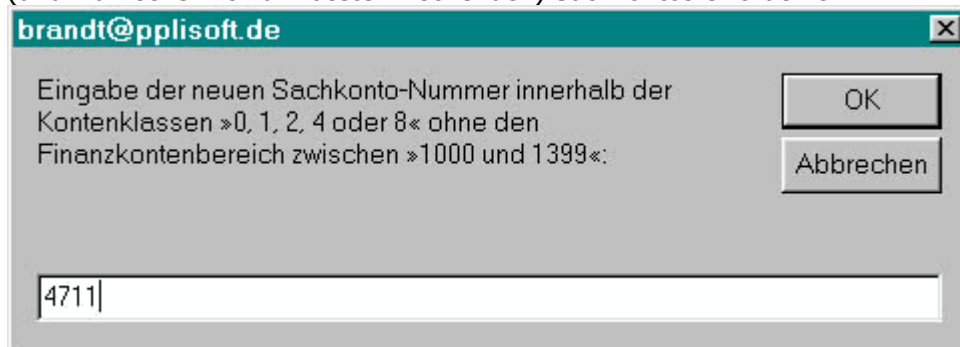 brandt@pplisoft.de
Eingabe der neuen Sachkonto-Nummer innerhalb der
Kontenklassen »0, 1, 2, 4 oder 8« ohne den
Finanzkontenbereich zwischen »1000 und 1399«:
OK
Abbrechen
4711